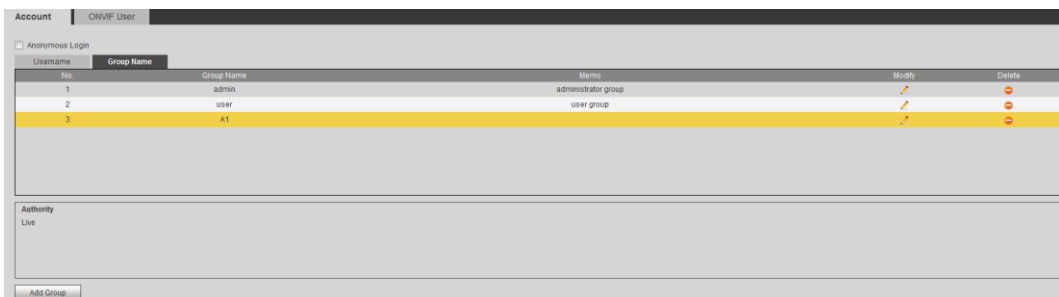 Account ONVIF User
Anonymous Login
Username Group Name
No. Group Name Memo Modify Delete
1 admin administrator group
2 user user group
3 A1
Authority
Live
Add Group